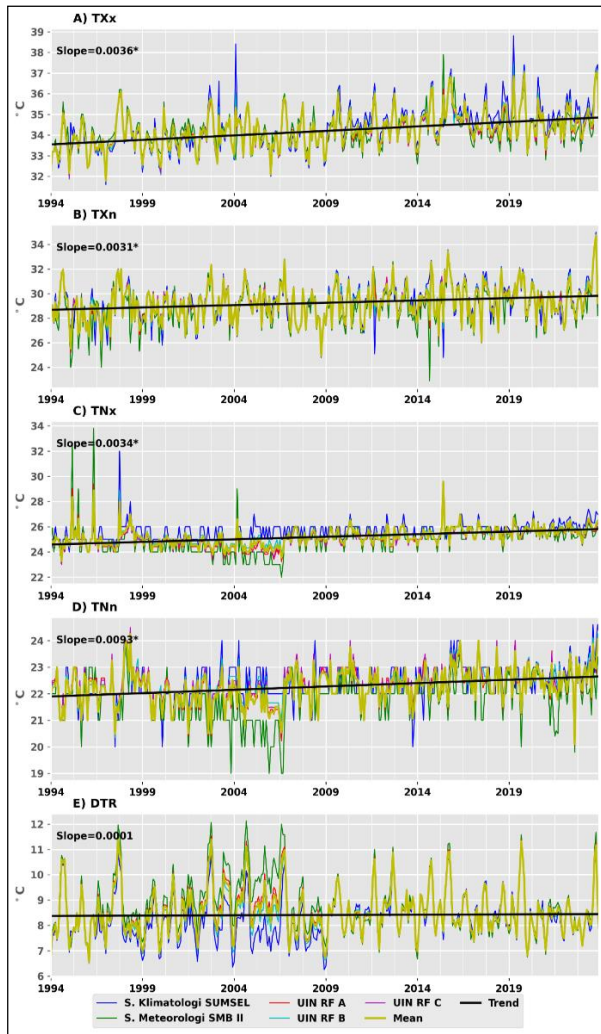 A) TXx
Slope=0.0036*
39
38
37
36
35
34
33
32
°C
1994 1999 2004 2009 2014 2019
B) TXn
Slope=0.0031*
34
32
30
28
26
24
°C
1994 1999 2004 2009 2014 2019
C) TNx
Slope=0.0034*
34
32
30
28
26
24
22
°C
1994 1999 2004 2009 2014 2019
D) TNn
Slope=0.0093*
24
23
22
21
20
19
°C
1994 1999 2004 2009 2014 2019
E) DTR
Slope=0.0001
12
11
10
9
8
7
6
°C
1994 1999 2004 2009 2014 2019
S. Klimatologi SUMSEL UIN RF A UIN RF C Trend
S. Meteorologi SMB II UIN RF B Mean